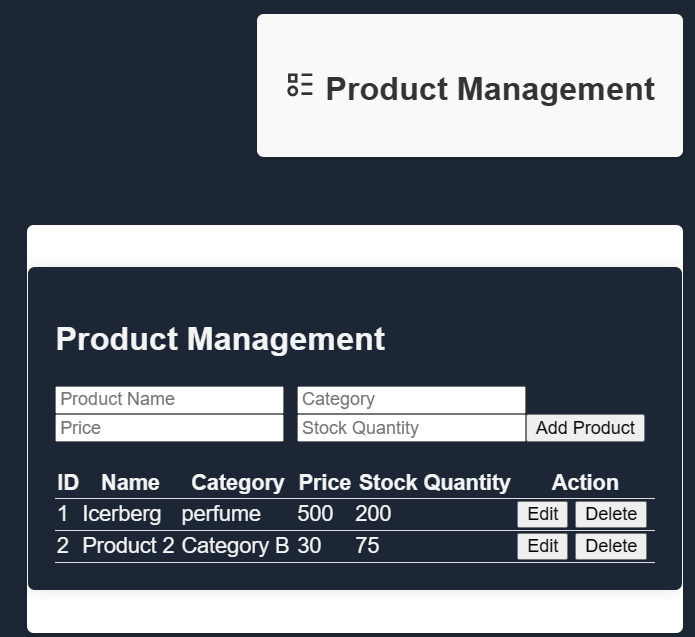 Product Management
Product Management
Product Name Category
Price Stock Quantity Add Product
ID Name Category Price Stock Quantity Action
1 Icerberg perfume 500 200 Edit Delete
2 Product 2 Category B 30 75 Edit Delete